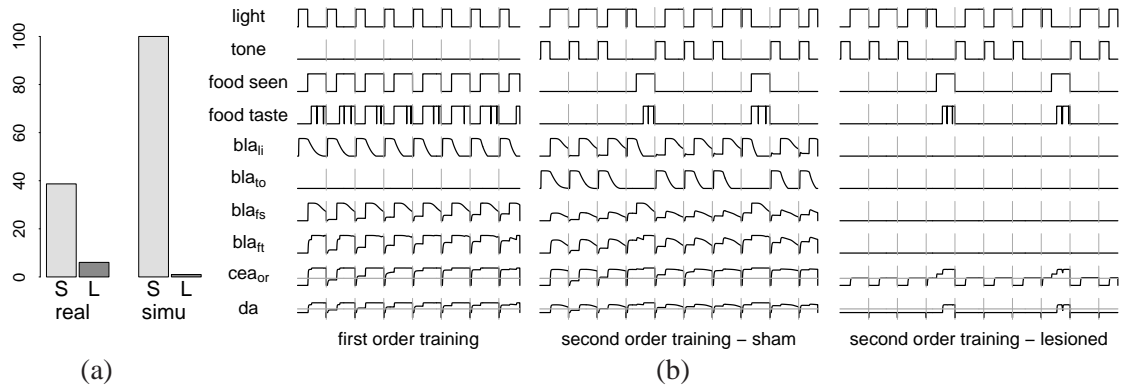 100
80
60
40
20
0
S L S L
real simu
(a)
light
tone
food seen
food taste
bla_li
bla_to
bla_fs
bla_ft
cea_or
da
first order training
second order training − sham
second order training − lesioned
(b)